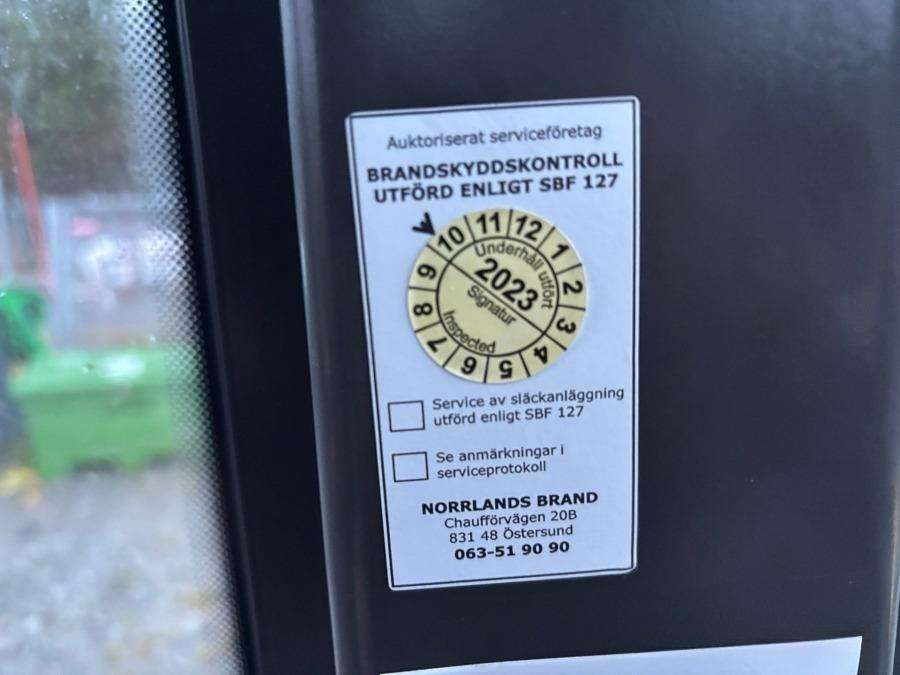 Auktoriserat serviceföretag
BRANDSKYDDSKONTROLL
UTFÖRD ENLIGT SBF 127
10 11 12 1 2 3 4 5 6 7 8 9
Underhåll utfört
2023
Signatur
Inspected
Service av släckanläggning
utförd enligt SBF 127
Se anmärkningar i
serviceprotokoll
NORRLANDS BRAND
Chaufförvägen 20B
831 48 Östersund
063-51 90 90